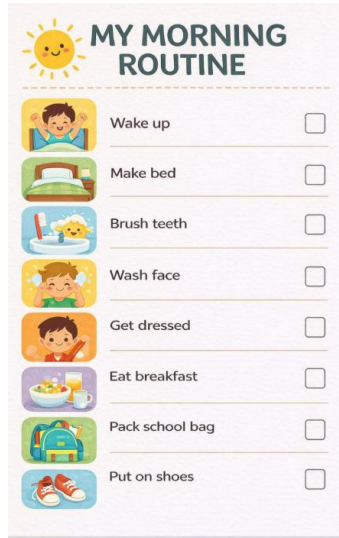 MY MORNING
ROUTINE
Wake up
Make bed
Brush teeth
Wash face
Get dressed
Eat breakfast
Pack school bag
Put on shoes